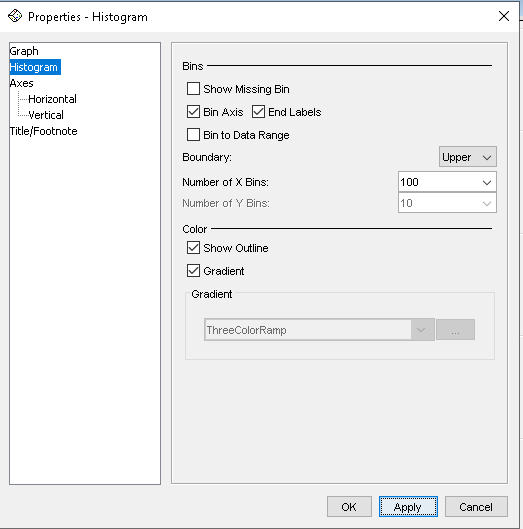 Properties - Histogram
Graph
Histogram
Axes
Horizontal
Vertical
Title/Footnote
Bins
Show Missing Bin
Bin Axis End Labels
Bin to Data Range
Boundary: Upper
Number of X Bins: 100
Number of Y Bins: 10
Color
Show Outline
Gradient
Gradient
ThreeColorRamp ...
OK Apply Cancel